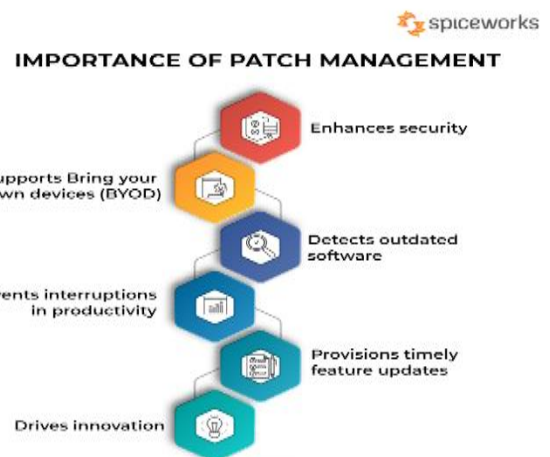 spiceworks
IMPORTANCE OF PATCH MANAGEMENT
Enhances security
upports Bring your
wn devices (BYOD)
Detects outdated
software
vents interruptions
in productivity
Provisions timely
feature updates
Drives innovation